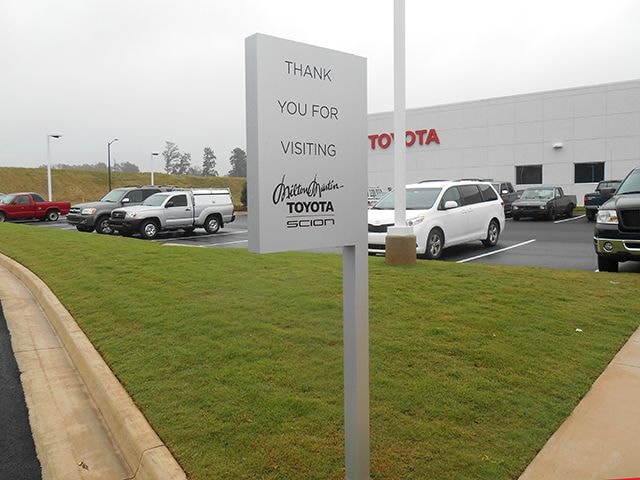 THANK
YOU FOR
VISITING
Milton Martin
TOYOTA
SCION
TOYOTA